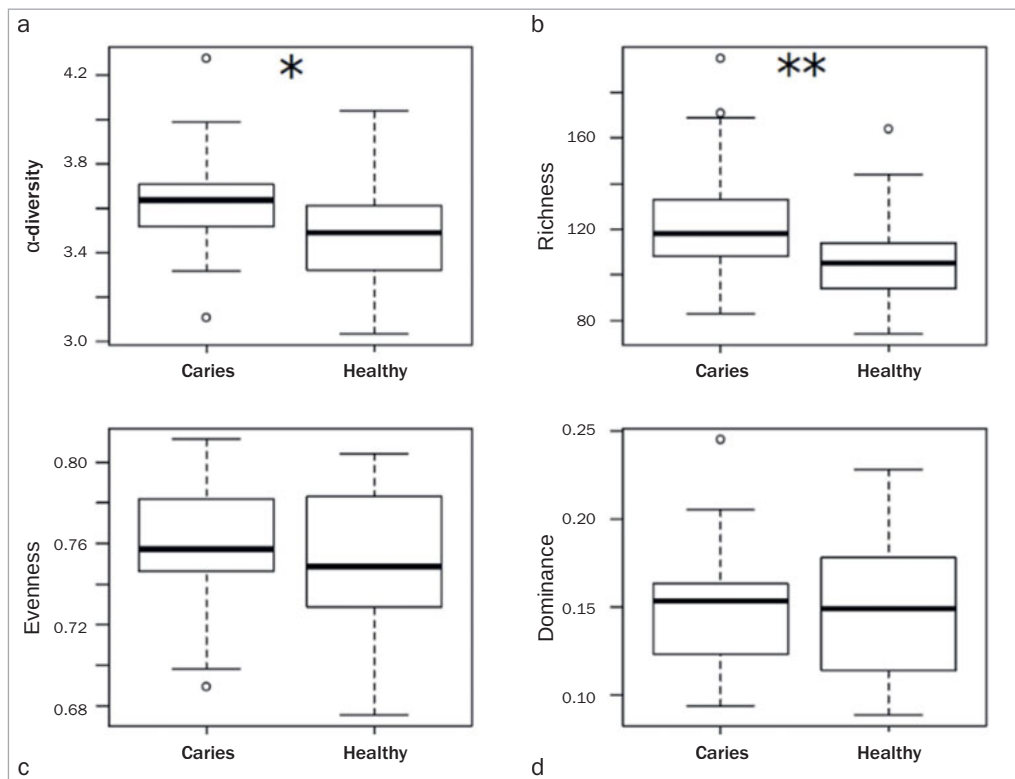 a
*
4.2
3.8
3.4
3.0
α-diversity
Caries Healthy
b
**
160
120
80
Richness
Caries Healthy
0.80
0.76
0.72
0.68
Evenness
Caries Healthy
c
0.25
0.20
0.15
0.10
Dominance
Caries Healthy
d